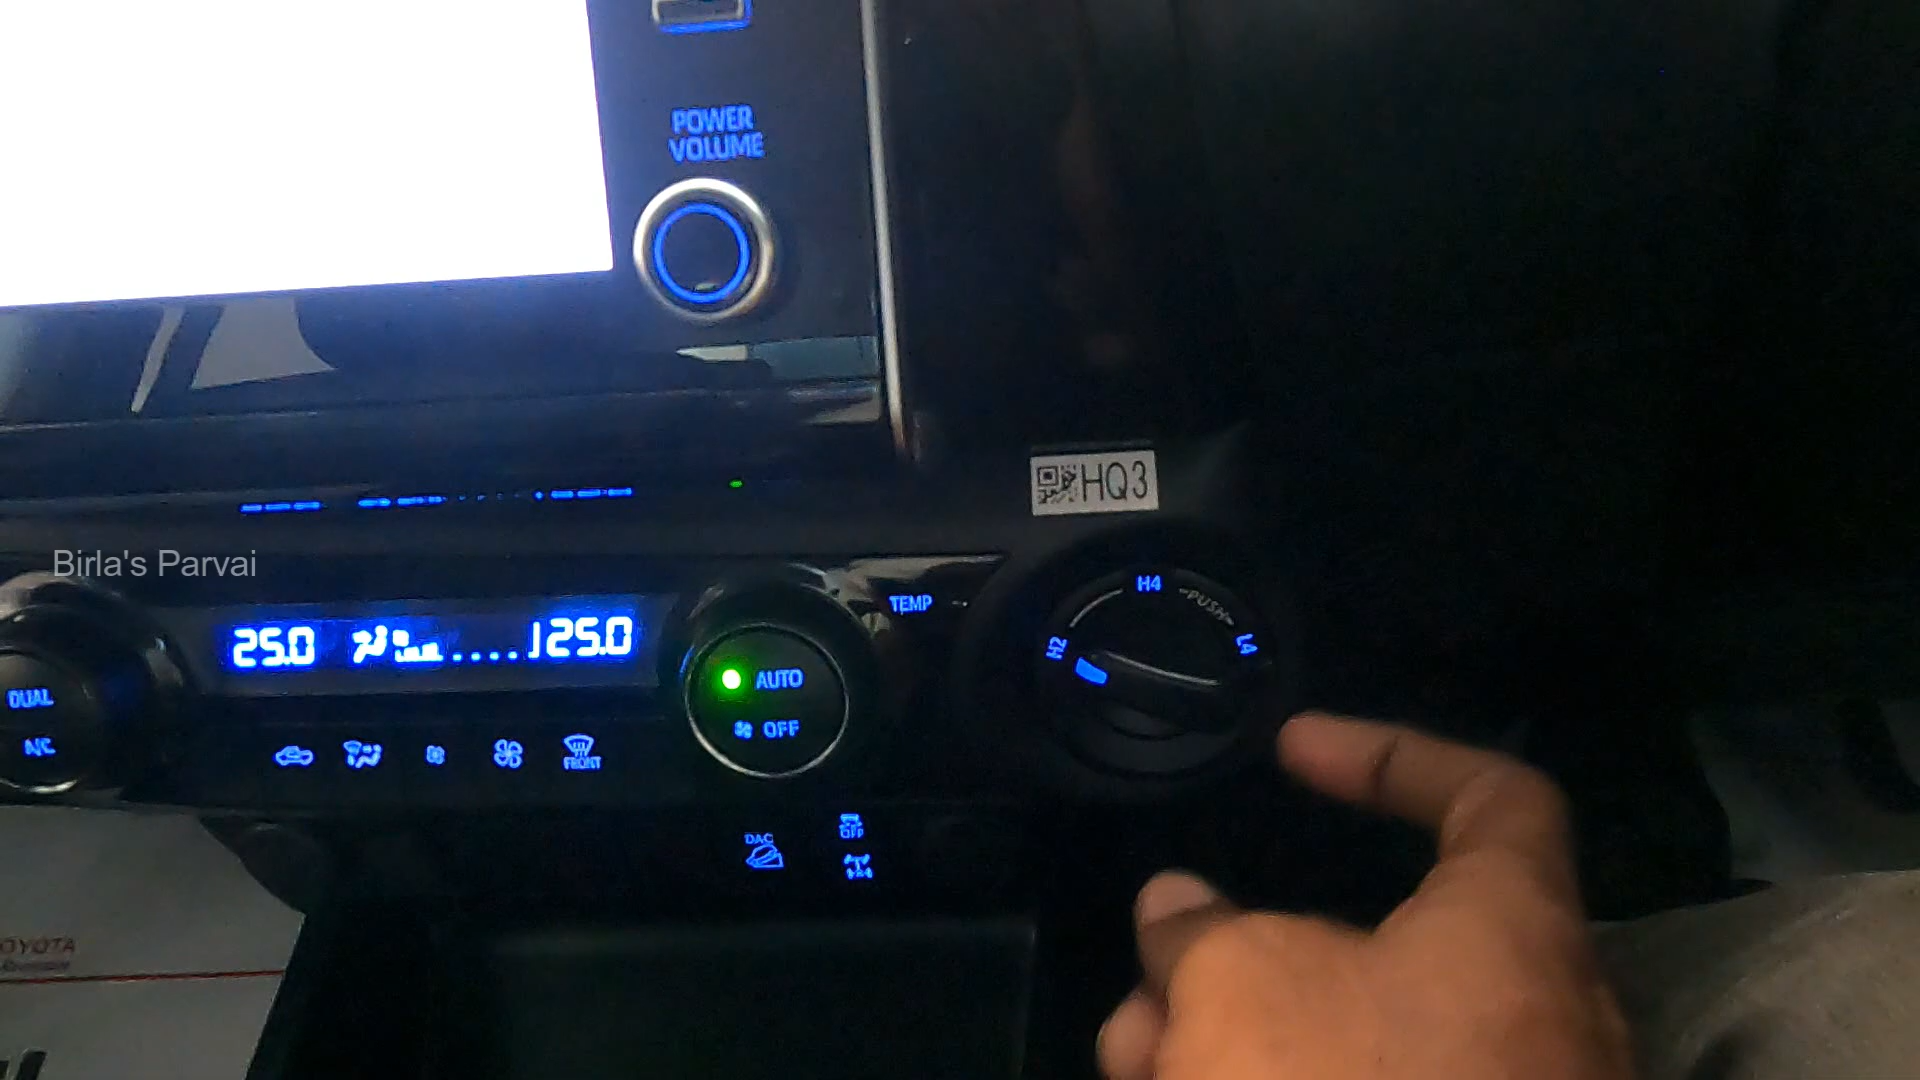 POWER
VOLUME
HQ3
Birla's Parvai
H4
PUSH
H2
L4
TEMP
25.0
25.0
DUAL
A/C
AUTO
OFF
FRONT
DAC
OFF
TOYOTA